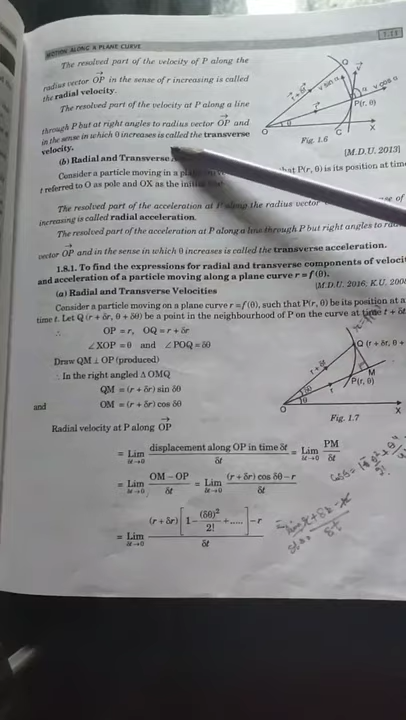 MOTION ALONG A PLANE CURVE
The resolved part of the velocity of P along the
radius vector OP in the sense of r increasing is called
the radial velocity.
The resolved part of the velocity at P along a line
through P but at right angles to radius vector OP and
in the sense in which θ increases is called the transverse
velocity.
Fig. 1.6
[M.D.U. 2013]
(b) Radial and Transverse
Consider a particle moving in a that P(r, θ) is its position at time
t referred to O as pole and OX as the
The resolved part of the acceleration at P along the radius vector of
increasing is called radial acceleration.
The resolved part of the acceleration at P along a line through P but right angles to
vector OP and in the sense in which θ increases is called the transverse acceleration.
1.8.1. To find the expressions for radial and transverse components of
and acceleration of a particle moving along a plane curve r = f(θ).
[M.D.U. 2016; K.U.
(a) Radial and Transverse Velocities
Consider a particle moving on a plane curve r = f(θ), such that P(r, θ) be its position at a
time t. Let Q (r + δr, θ + δθ) be a point in the neighbourhood of P on the curve at time t + δt
∴ OP = r, OQ = r + δr
∠XOP = θ and ∠POQ = δθ
Draw QM ⊥ OP (produced)
∴ In the right angled Δ OMQ
QM = (r + δr) sin δθ
and OM = (r + δr) cos δθ
Fig. 1.7
Radial velocity at P along OP
= Lim δt→0 displacement along OP in time δt / δt = Lim δt→0 PM / δt
= Lim δt→0 OM – OP / δt = Lim δt→0 (r + δr) cos δθ – r / δt
= Lim δt→0 (r + δr) [1 – (δθ)² / 2! + .....] – r / δt